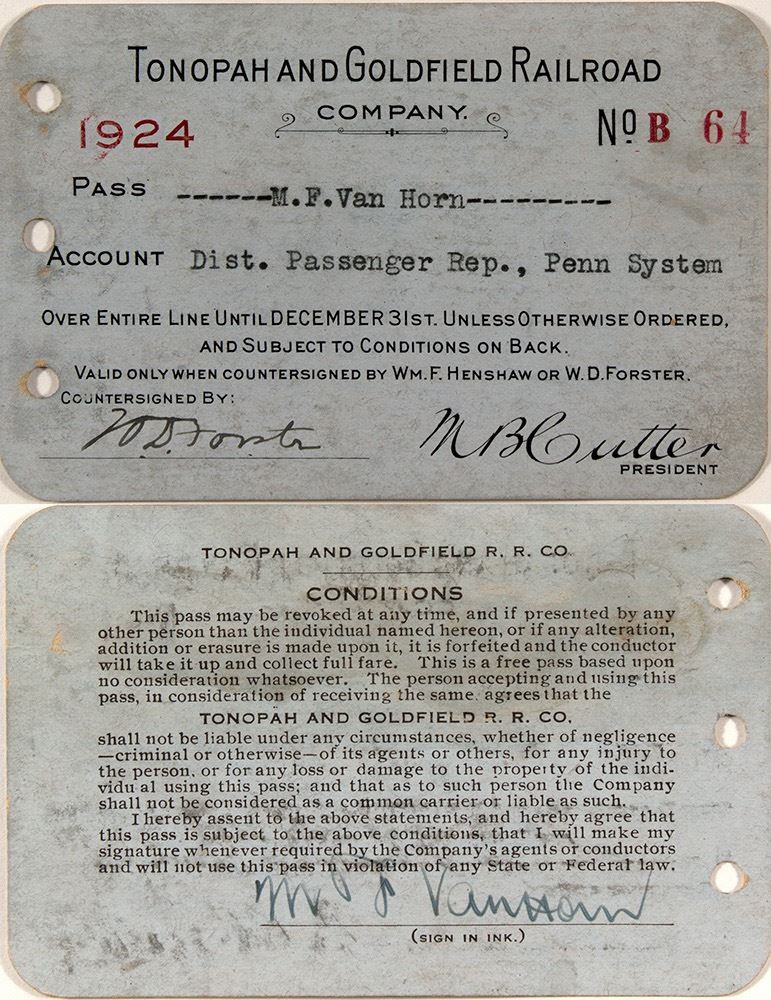 TONOPAH AND GOLDFIELD RAILROAD
COMPANY.
1924
No B 64
PASS ------M.F.Van Horn---------
ACCOUNT Dist. Passenger Rep., Penn System
OVER ENTIRE LINE UNTIL DECEMBER 31ST. UNLESS OTHERWISE ORDERED,
AND SUBJECT TO CONDITIONS ON BACK.
VALID ONLY WHEN COUNTERSIGNED BY WM. F. HENSHAW OR W.D. FORSTER.
COUNTERSIGNED BY:
W.D. Forster
M B Cutter
PRESIDENT
TONOPAH AND GOLDFIELD R. R. CO.
CONDITIONS
This pass may be revoked at any time, and if presented by any
other person than the individual named hereon, or if any alteration,
addition or erasure is made upon it, it is forfeited and the conductor
will take it up and collect full fare. This is a free pass based upon
no consideration whatsoever. The person accepting and using this
pass, in consideration of receiving the same, agrees that the
TONOPAH AND GOLDFIELD R. R. CO,
shall not be liable under any circumstances, whether of negligence
—criminal or otherwise—of its agents or others, for any injury to
the person, or for any loss or damage to the property of the indi-
vidual using this pass; and that as to such person the Company
shall not be considered as a common carrier or liable as such.
I hereby assent to the above statements, and hereby agree that
this pass is subject to the above conditions, that I will make my
signature whenever required by the Company's agents or conductors
and will not use this pass in violation of any State or Federal law.
M F Van Horn
(SIGN IN INK.)